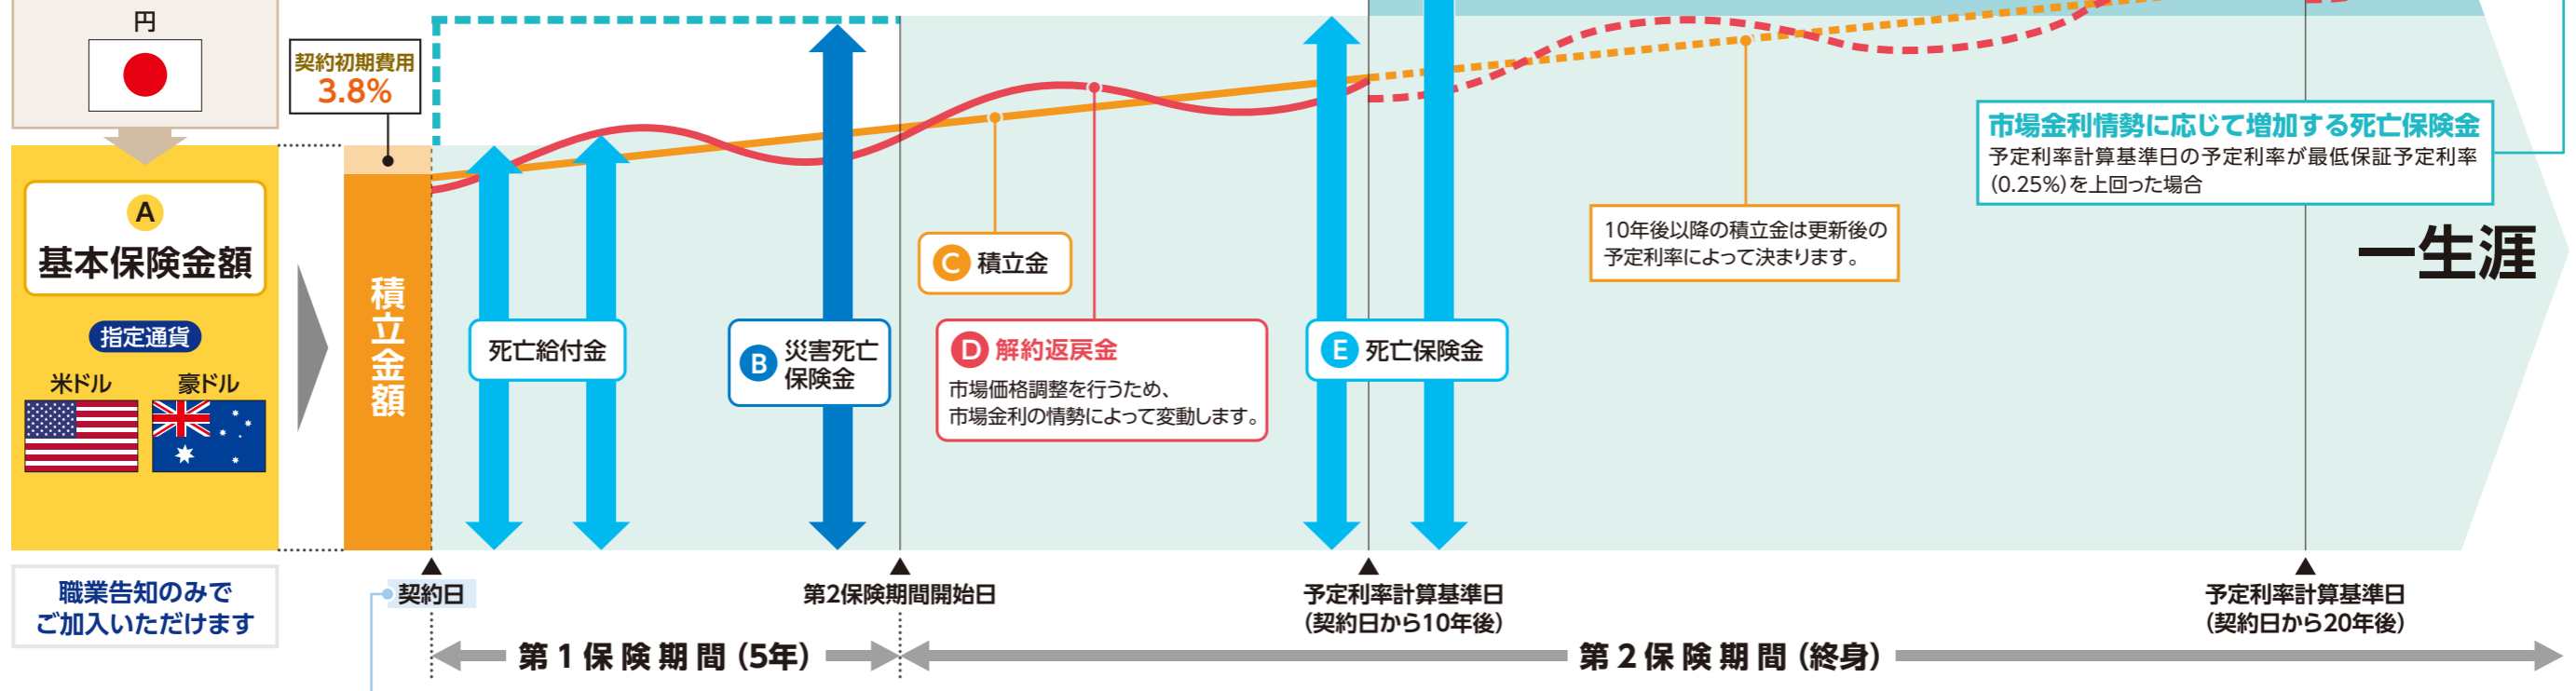 円
契約初期費用
3.8%
A
基本保険金額
指定通貨
米ドル
豪ドル
積立金額
死亡給付金
B 災害死亡
保険金
C 積立金
D 解約返戻金
市場価格調整を行うため、
市場金利の情勢によって変動します。
E 死亡保険金
10年後以降の積立金は更新後の
予定利率によって決まります。
市場金利情勢に応じて増加する死亡保険金
予定利率計算基準日の予定利率が最低保証予定利率
(0.25%)を上回った場合
一生涯
職業告知のみで
ご加入いただけます
契約日
第2保険期間開始日
予定利率計算基準日
(契約日から10年後)
予定利率計算基準日
(契約日から20年後)
第1保険期間(5年)
第2保険期間(終身)